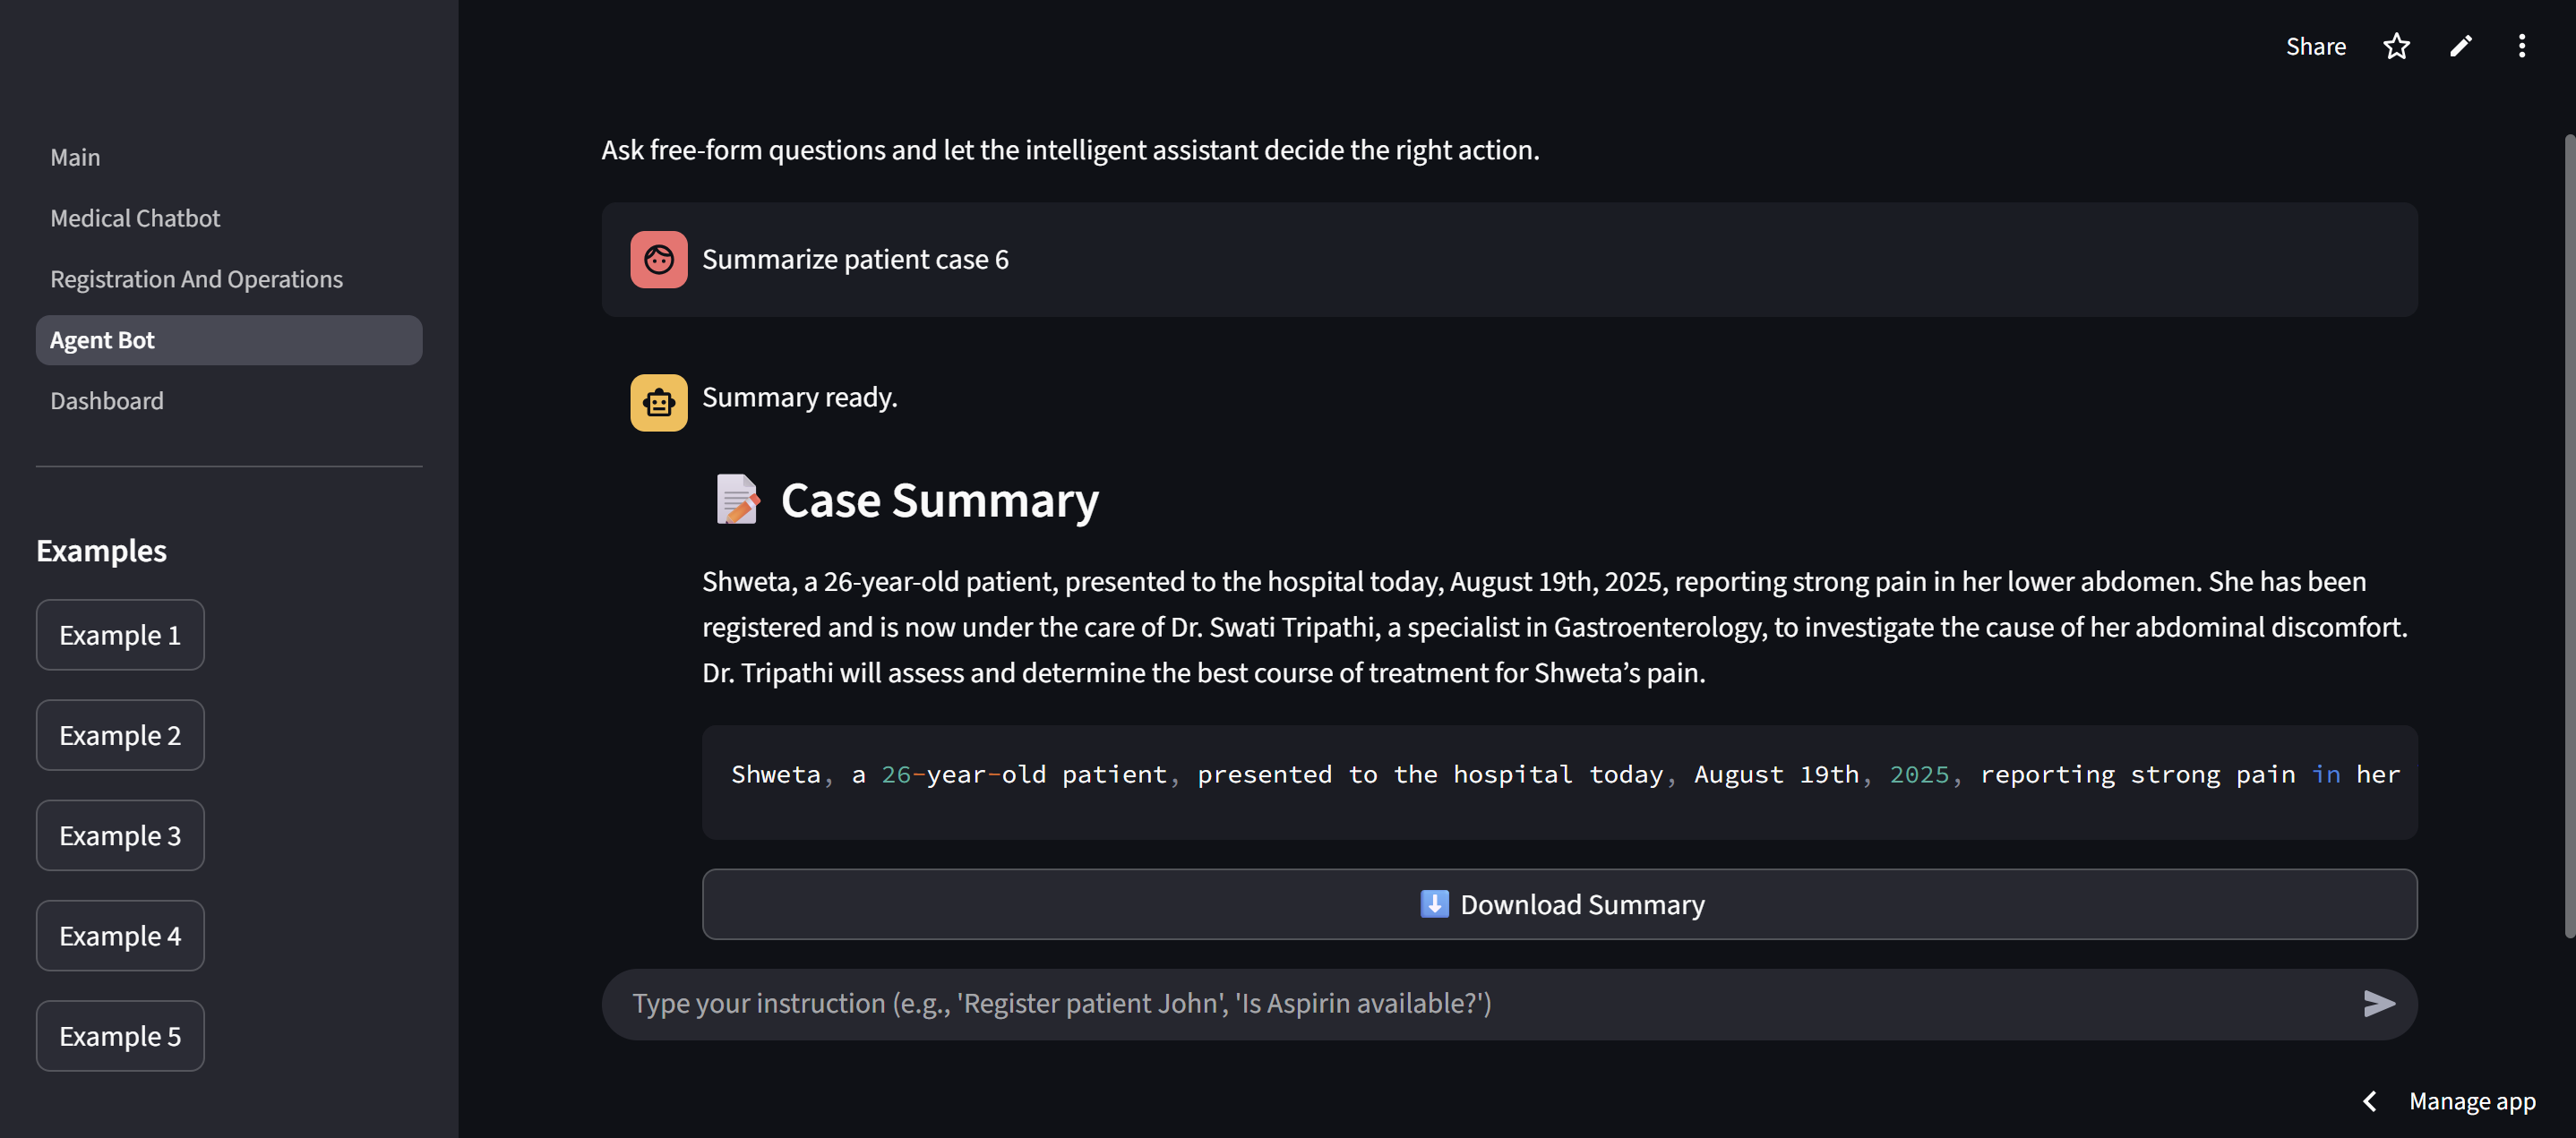 Share
Main
Medical Chatbot
Registration And Operations
Agent Bot
Dashboard
Examples
Example 1
Example 2
Example 3
Example 4
Example 5
Ask free-form questions and let the intelligent assistant decide the right action.
Summarize patient case 6
Summary ready.
Case Summary
Shweta, a 26-year-old patient, presented to the hospital today, August 19th, 2025, reporting strong pain in her lower abdomen. She has been
registered and is now under the care of Dr. Swati Tripathi, a specialist in Gastroenterology, to investigate the cause of her abdominal discomfort.
Dr. Tripathi will assess and determine the best course of treatment for Shweta’s pain.
Shweta, a 26-year-old patient, presented to the hospital today, August 19th, 2025, reporting strong pain in her
Download Summary
Type your instruction (e.g., 'Register patient John', 'Is Aspirin available?')
Manage app